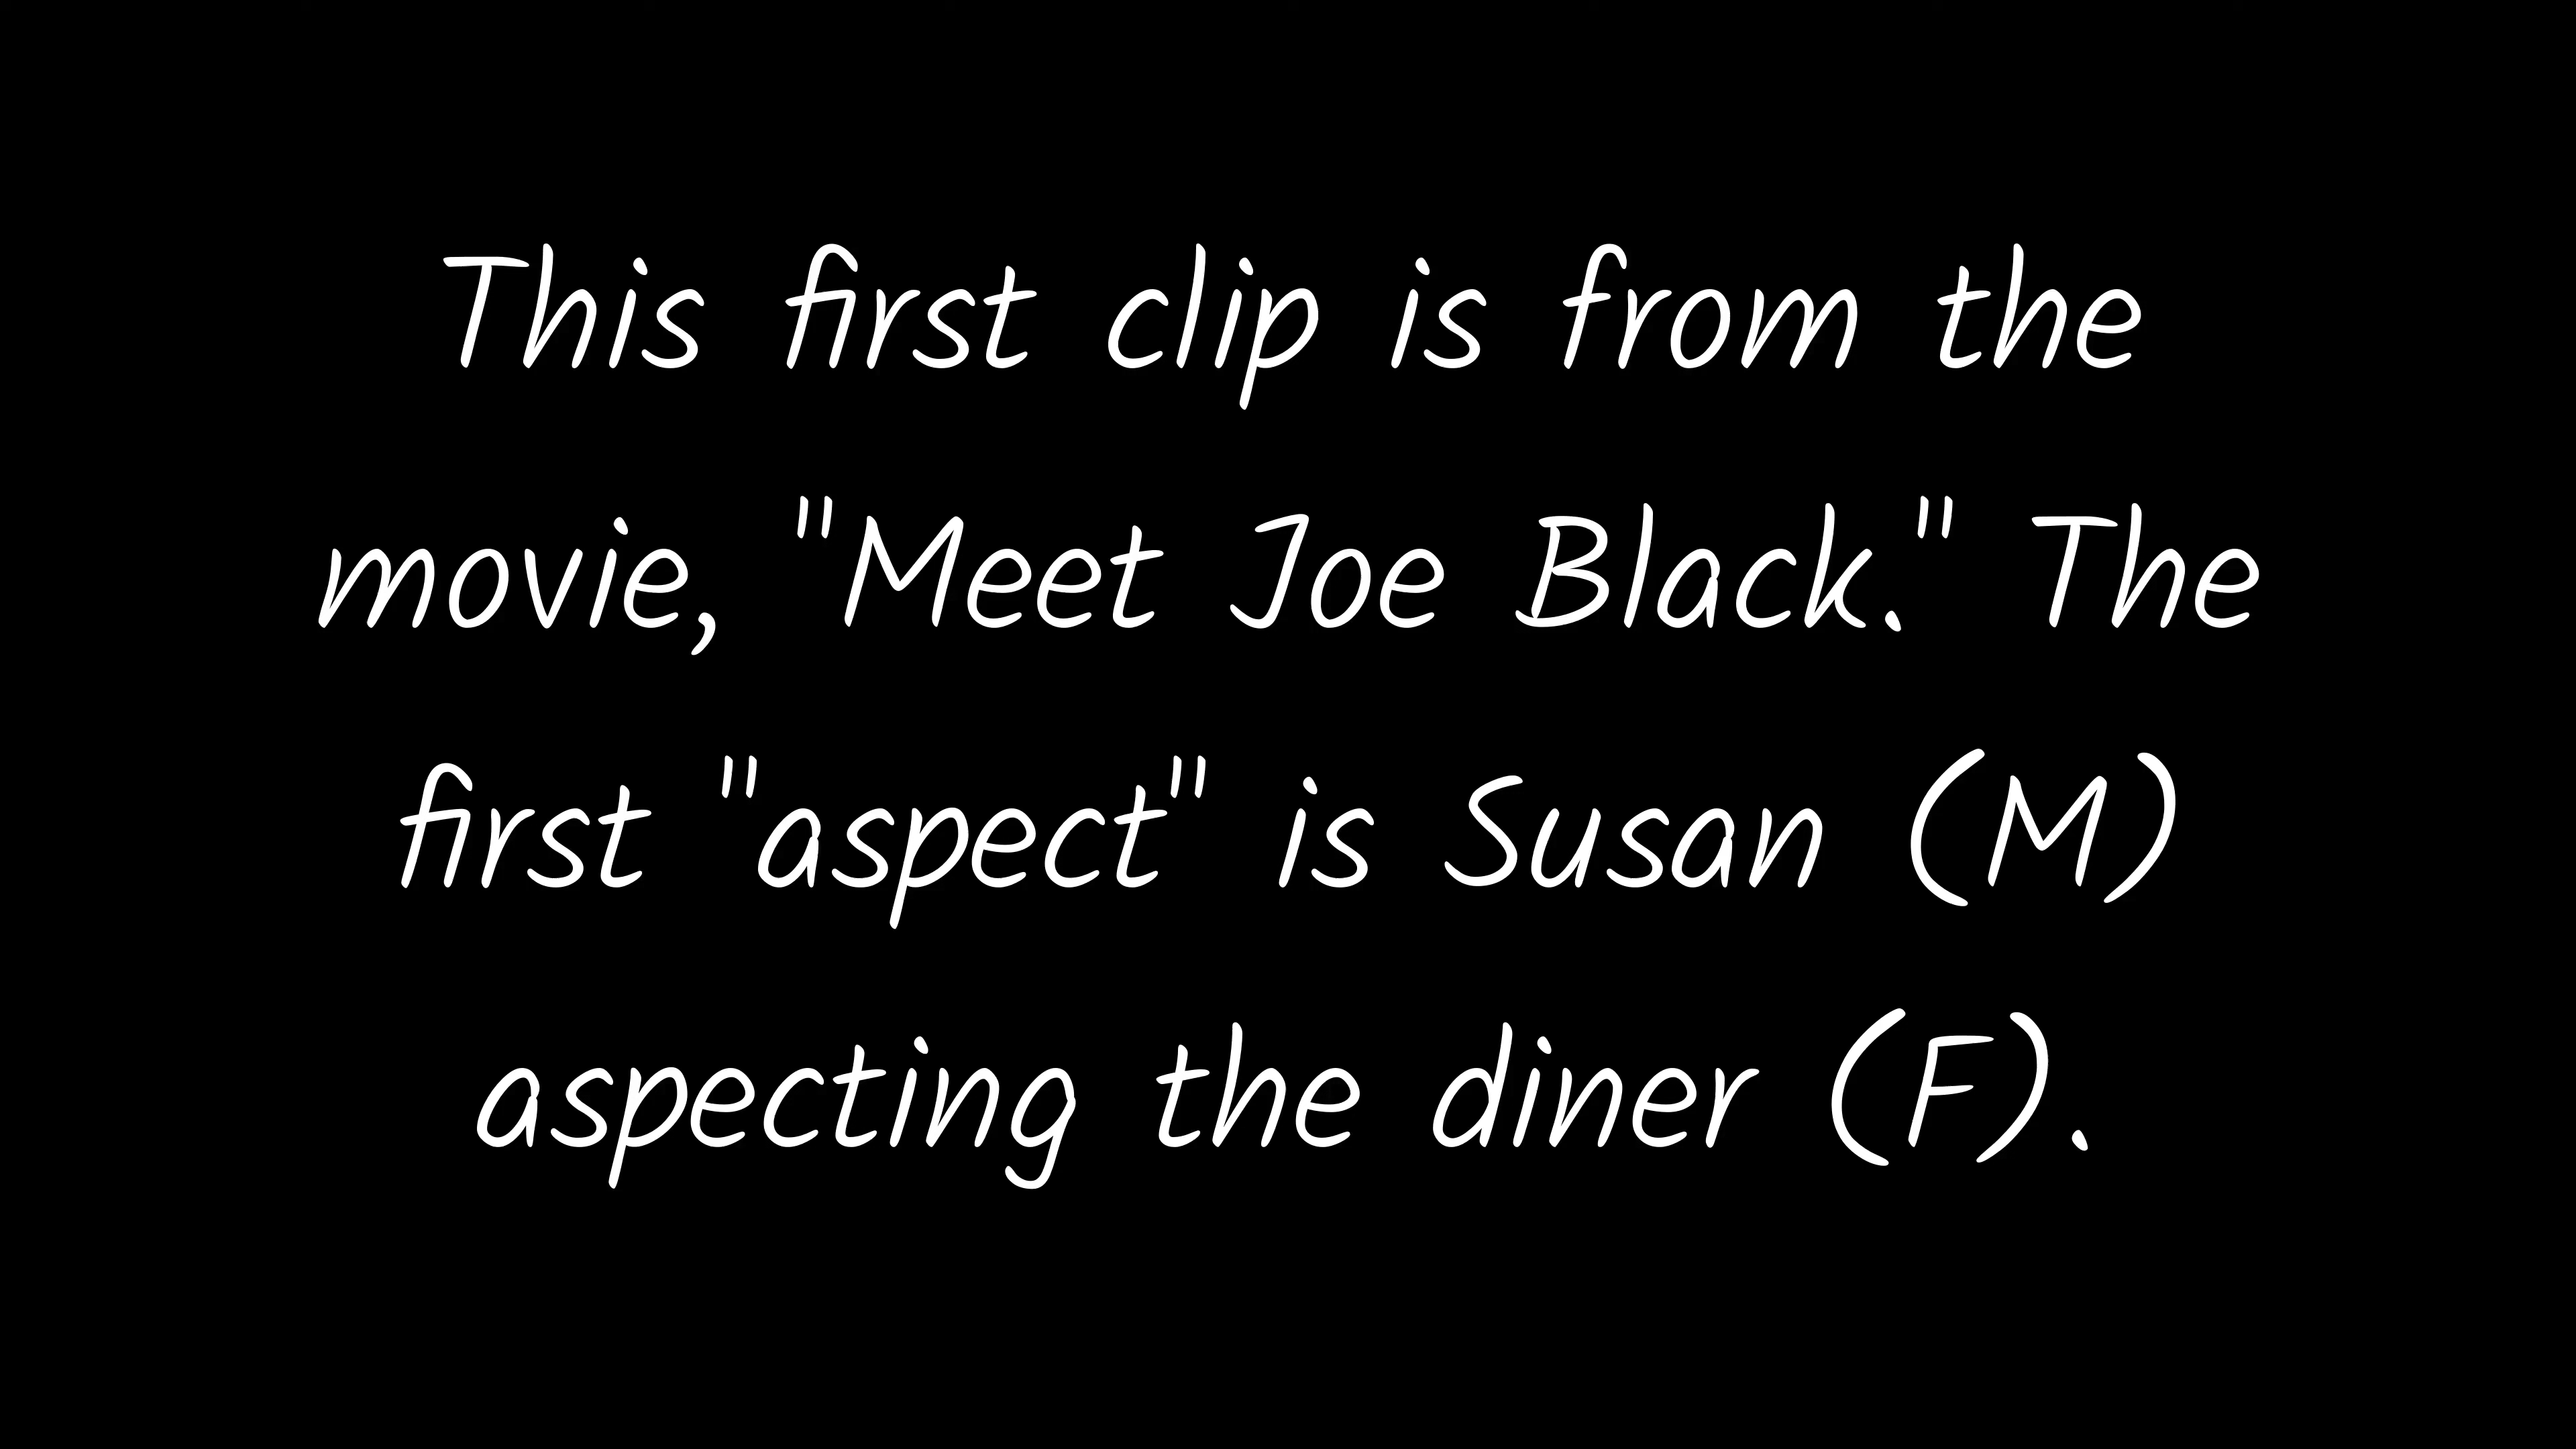 This first clip is from the
movie, "Meet Joe Black." The
first "aspect" is Susan (M)
aspecting the diner (F).